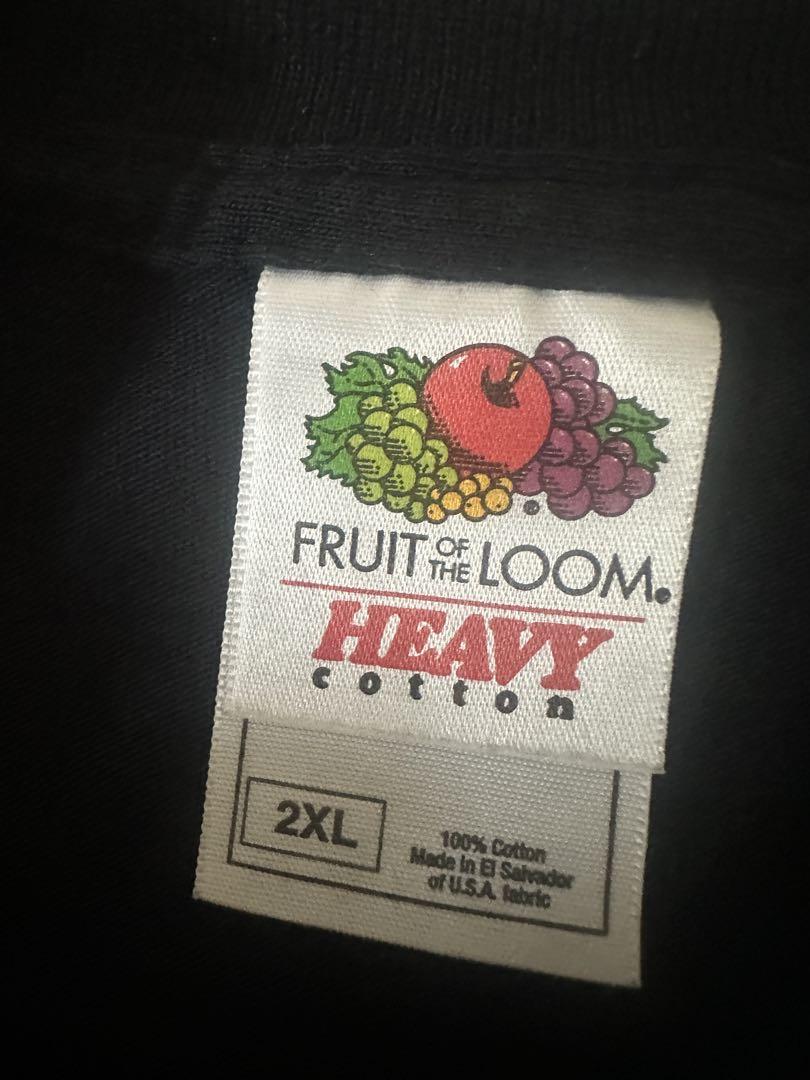 ®
FRUIT OF THE LOOM®
HEAVY
cotton
2XL
100% Cotton
Made in El Salvador
of U.S.A. fabric